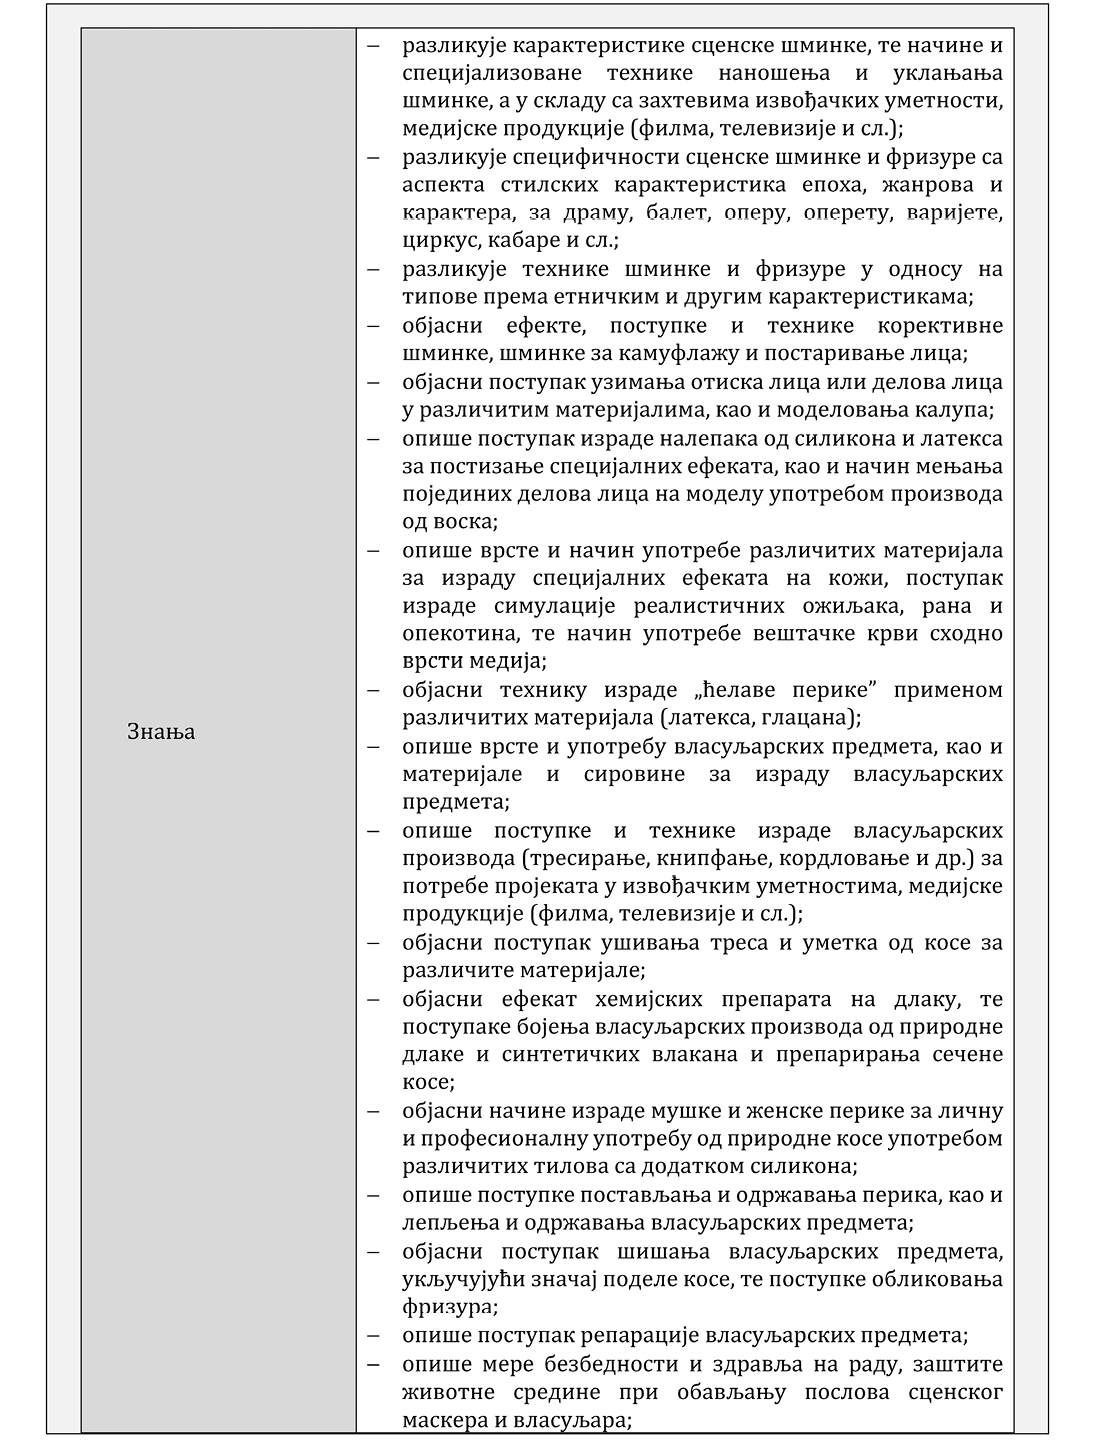 Знања
– разликује карактеристике сценске шминке, те начине и
специјализоване технике наношења и уклањања
шминке, а у складу са захтевима извођачких уметности,
медијске продукције (филма, телевизије и сл.);
– разликује специфичности сценске шминке и фризуре са
аспекта стилских карактеристика епоха, жанрова и
карактера, за драму, балет, оперу, оперету, варијете,
циркус, кабаре и сл.;
– разликује технике шминке и фризуре у односу на
типове према етничким и другим карактеристикама;
– објасни ефекте, поступке и технике корективне
шминке, шминке за камуфлажу и постаривање лица;
– објасни поступак узимања отиска лица или делова лица
у различитим материјалима, као и моделовања калупа;
– опише поступак израде налепака од силикона и латекса
за постизање специјалних ефеката, као и начин мењања
појединих делова лица на моделу употребом производа
од воска;
– опише врсте и начин употребе различитих материјала
за израду специјалних ефеката на кожи, поступак
израде симулације реалистичних ожиљака, рана и
опекотина, те начин употребе вештачке крви сходно
врсти медија;
– објасни технику израде „ћелаве перике” применом
различитих материјала (латекса, глацана);
– опише врсте и употребу власуљарских предмета, као и
материјале и сировине за израду власуљарских
предмета;
– опише поступке и технике израде власуљарских
производа (тресирање, книпфање, кордловање и др.) за
потребе пројеката у извођачким уметностима, медијске
продукције (филма, телевизије и сл.);
– објасни поступак ушивања треса и уметка од косе за
различите материјале;
– објасни ефекат хемијских препарата на длаку, те
поступаке бојења власуљарских производа од природне
длаке и синтетичких влакана и препарирања сечене
косе;
– објасни начине израде мушке и женске перике за личну
и професионалну употребу од природне косе употребом
различитих тилова са додатком силикона;
– опише поступке постављања и одржавања перика, као и
лепљења и одржавања власуљарских предмета;
– објасни поступак шишања власуљарских предмета,
укључујући значај поделе косе, те поступке обликовања
фризура;
– опише поступак репарације власуљарских предмета;
– опише мере безбедности и здравља на раду, заштите
животне средине при обављању послова сценског
маскера и власуљара;